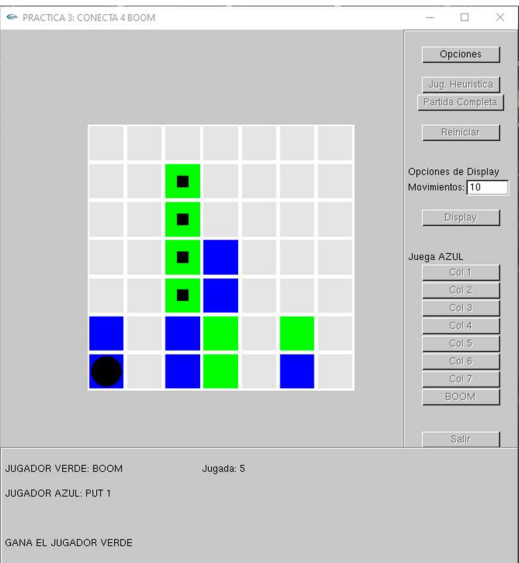 PRACTICA 3: CONECTA 4 BOOM
Opciones
Jug. Heuristica
Partida Completa
Reiniciar
Opciones de Display
Movimientos: 10
Display
Juega AZUL
Col 1
Col 2
Col 3
Col 4
Col 5
Col 6
Col 7
BOOM
Salir
JUGADOR VERDE: BOOM Jugada: 5
JUGADOR AZUL: PUT 1
GANA EL JUGADOR VERDE